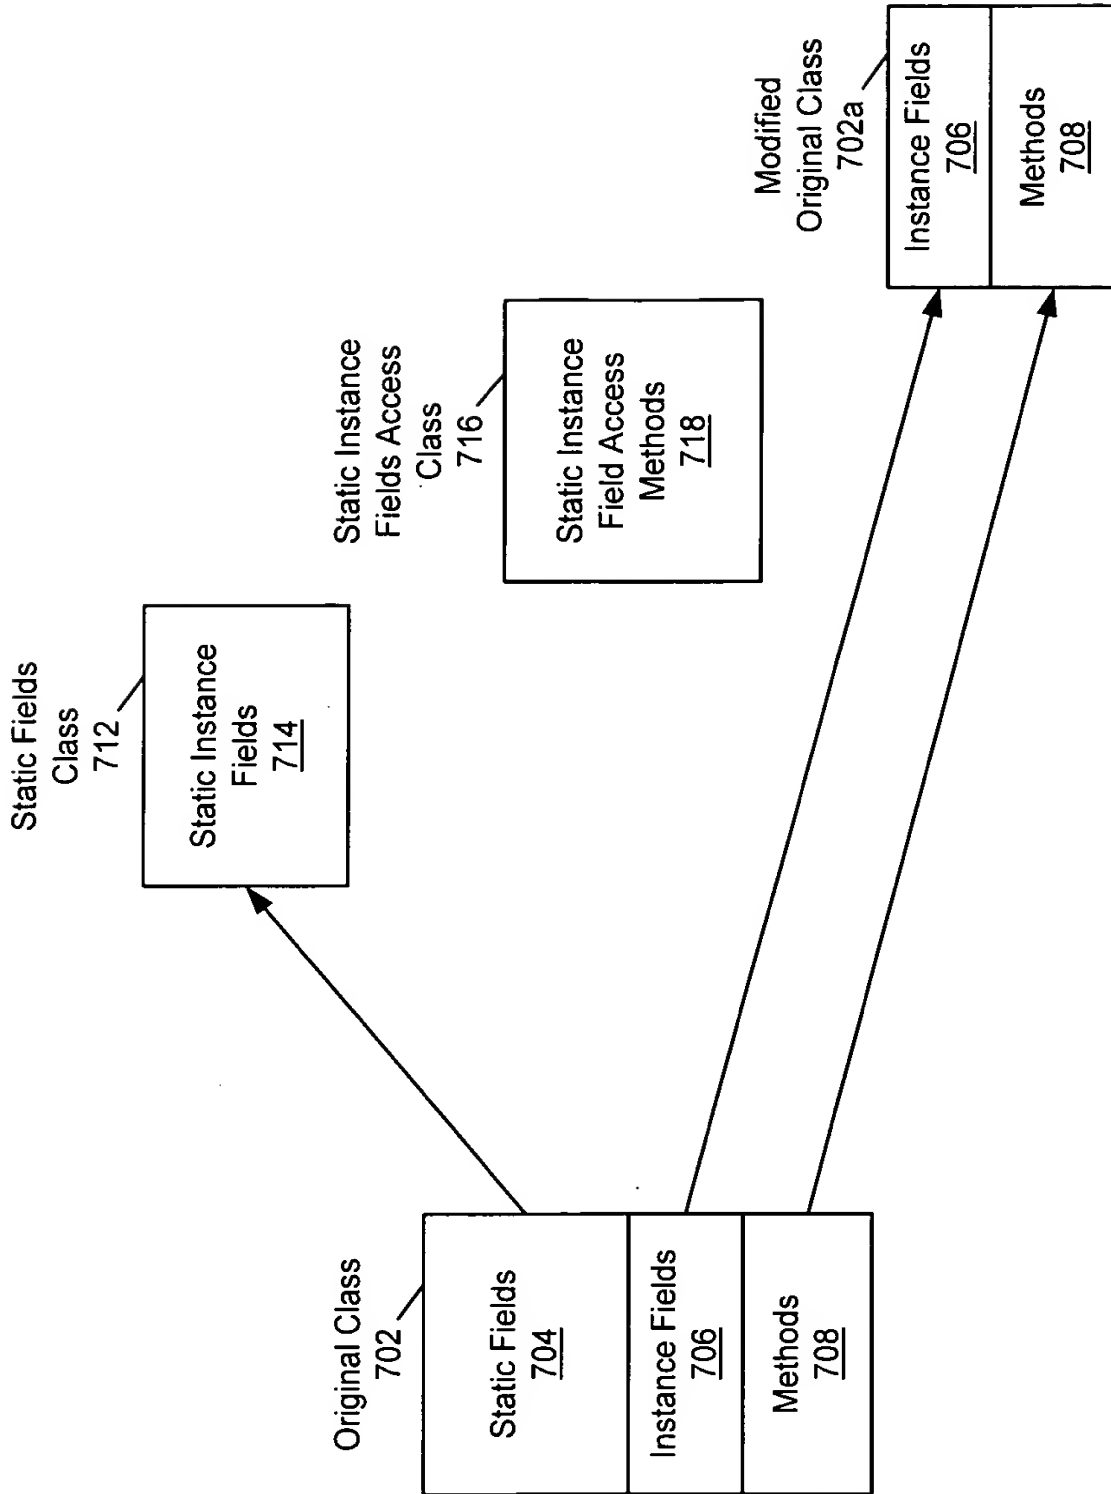 Original Class
702
Static Fields
704
Instance Fields
706
Methods
708
Static Fields
Class
712
Static Instance
Fields
714
Static Instance
Fields Access
Class
716
Static Instance
Field Access
Methods
718
Modified
Original Class
702a
Instance Fields
706
Methods
708